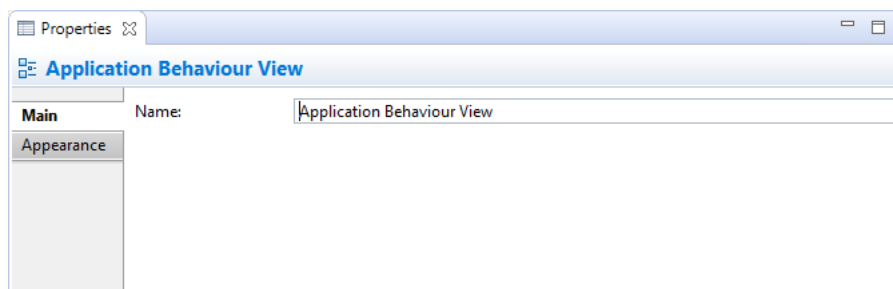 Properties
Application Behaviour View
Main
Name: Application Behaviour View
Appearance